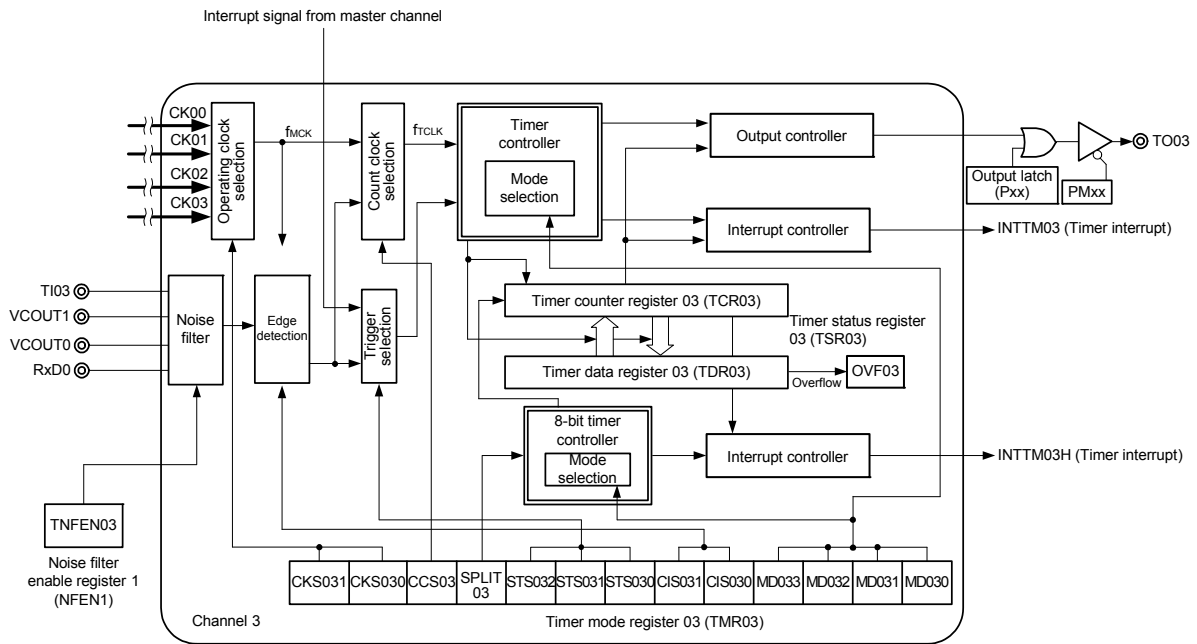 Interrupt signal from master channel
CK00
CK01
CK02
CK03
Operating clock
selection
fMCK
Count clock
selection
fTCLK
Timer
controller
Mode
selection
Output controller
Output latch
(Pxx)
PMxx
TO03
Interrupt controller
INTTM03 (Timer interrupt)
TI03
VCOUT1
VCOUT0
RxD0
Noise
filter
Edge
detection
Trigger
selection
Timer counter register 03 (TCR03)
Timer status register
03 (TSR03)
Timer data register 03 (TDR03)
Overflow
OVF03
8-bit timer
controller
Mode
selection
Interrupt controller
INTTM03H (Timer interrupt)
TNFEN03
Noise filter
enable register 1
(NFEN1)
CKS031
CKS030
CCS03
SPLIT
03
STS032
STS031
STS030
CIS031
CIS030
MD033
MD032
MD031
MD030
Channel 3
Timer mode register 03 (TMR03)